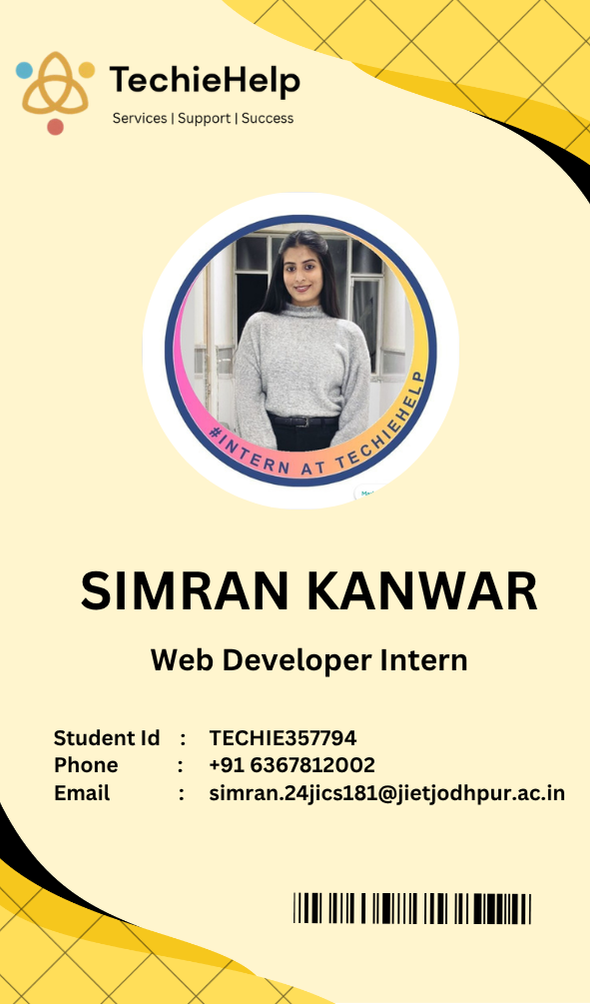 TechieHelp
Services | Support | Success
#INTERN AT TECHIEHELP
SIMRAN KANWAR
Web Developer Intern
Student Id : TECHIE357794
Phone : +91 6367812002
Email : simran.24jics181@jietjodhpur.ac.in